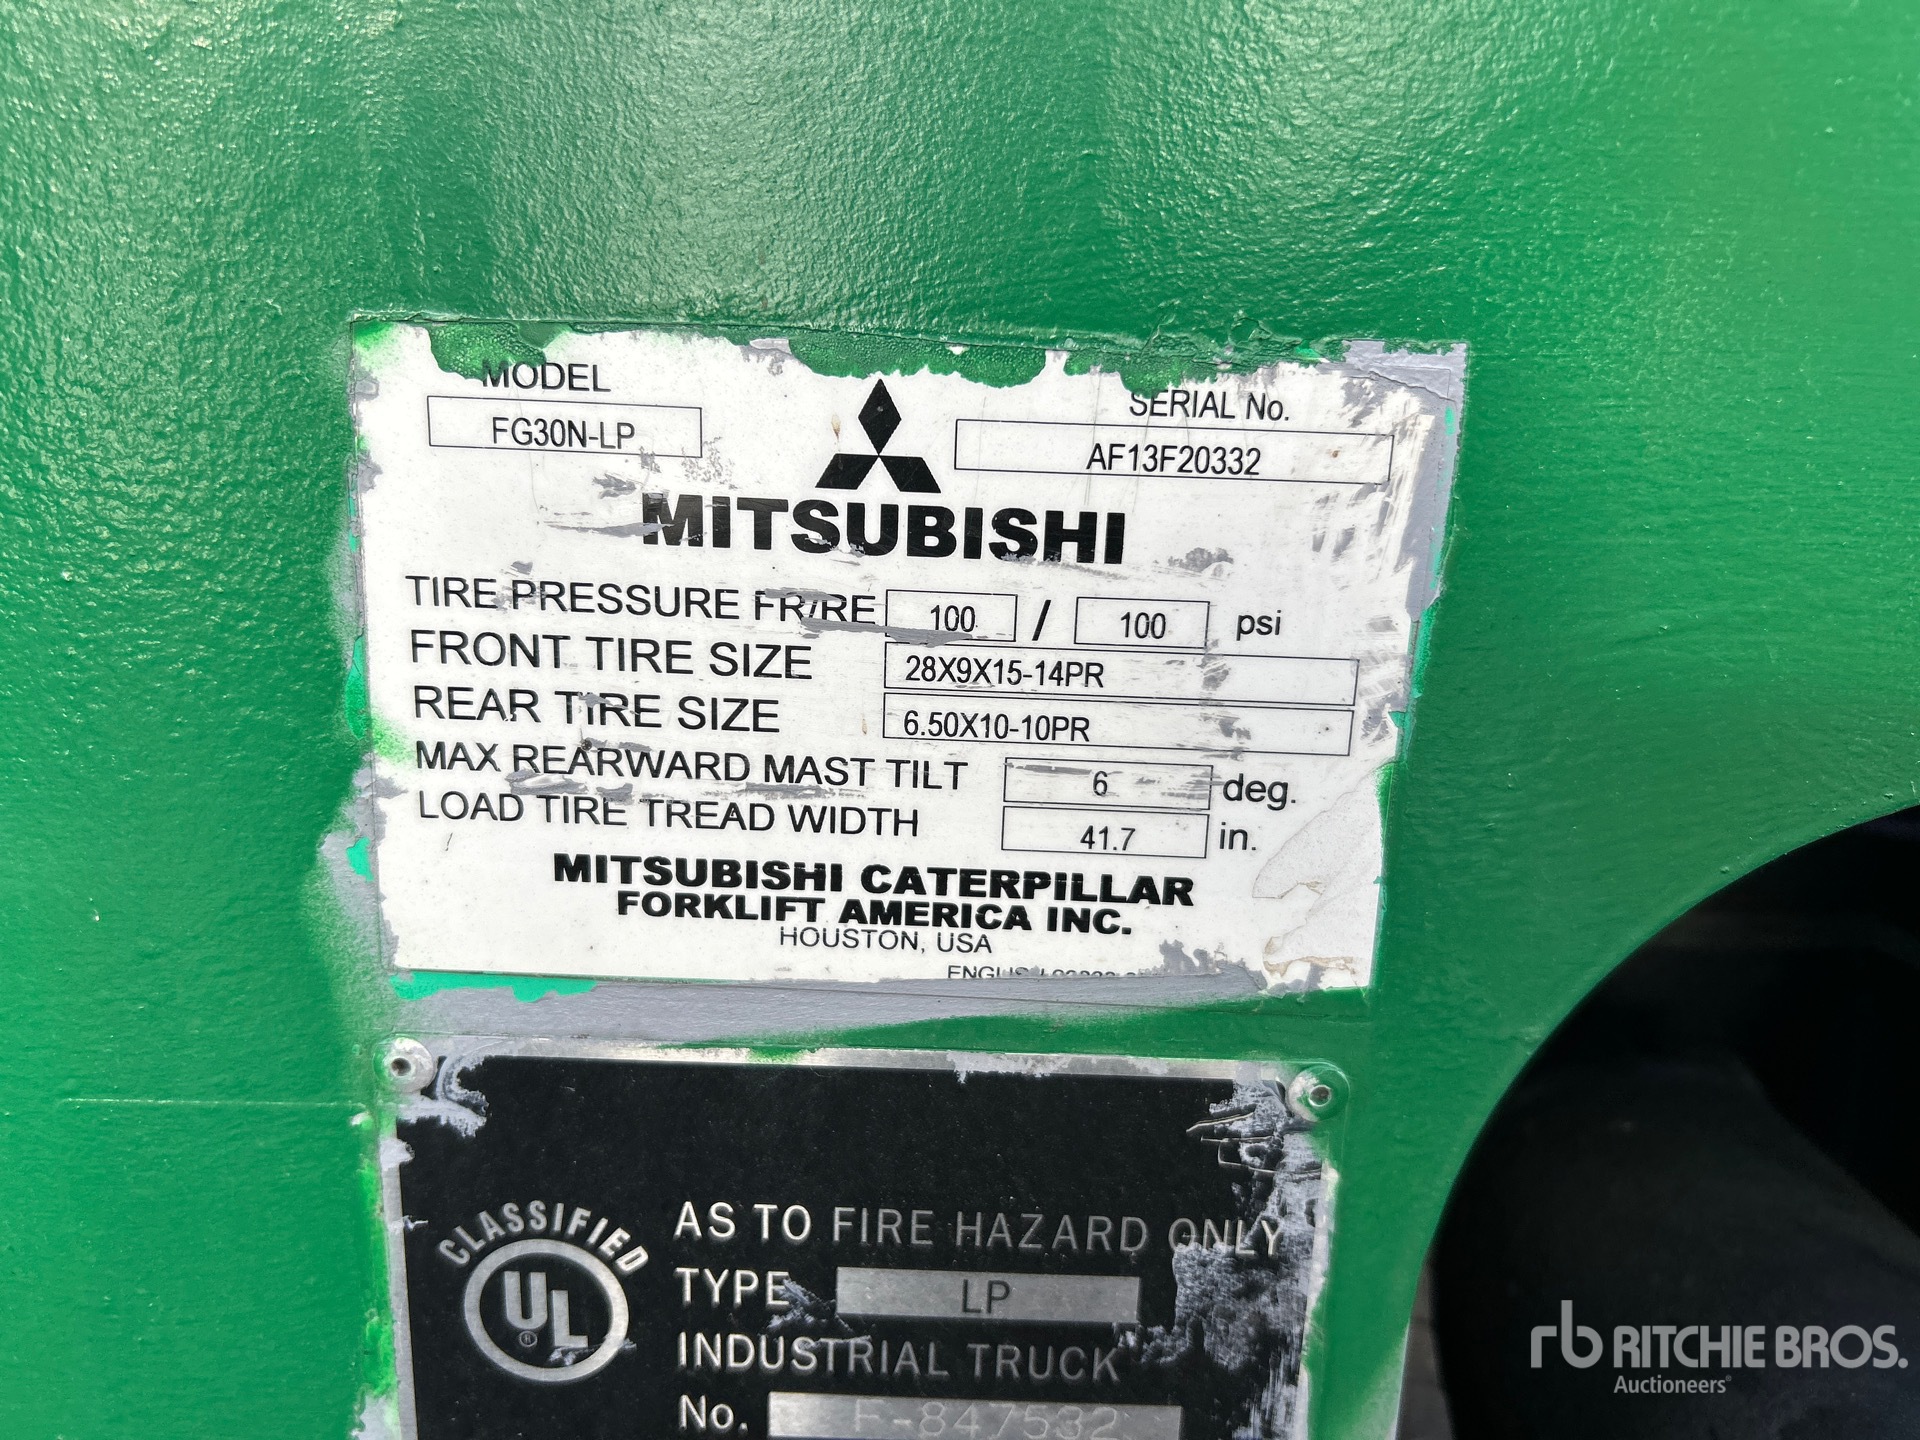 MODEL
FG30N-LP
SERIAL No.
AF13F20332
MITSUBISHI
TIRE PRESSURE FR/RE 100 / 100 psi
FRONT TIRE SIZE 28X9X15-14PR
REAR TIRE SIZE 6.50X10-10PR
MAX REARWARD MAST TILT 6 deg.
LOAD TIRE TREAD WIDTH 41.7 in.
MITSUBISHI CATERPILLAR
FORKLIFT AMERICA INC.
HOUSTON, USA
CLASSIFIED
UL®
AS TO FIRE HAZARD ONLY
TYPE LP
INDUSTRIAL TRUCK
No. F-847532
rb RITCHIE BROS.
Auctioneers®